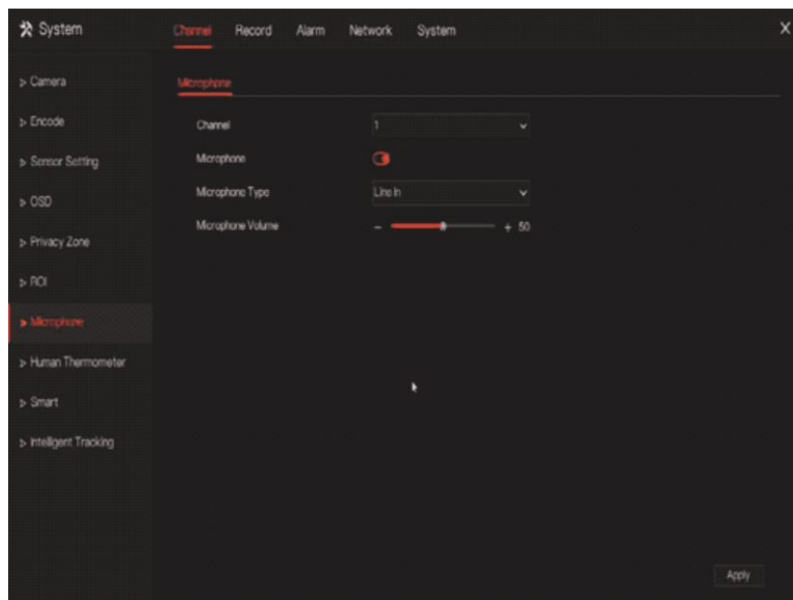 System
Channel Record Alarm Network System
X
Camera
Encode
Sensor Setting
OSD
Privacy Zone
ROI
Microphone
Human Thermometer
Smart
Intelligent Tracking
Microphone
Channel 1
Microphone
Microphone Type Line In
Microphone Volume - + 50
Apply